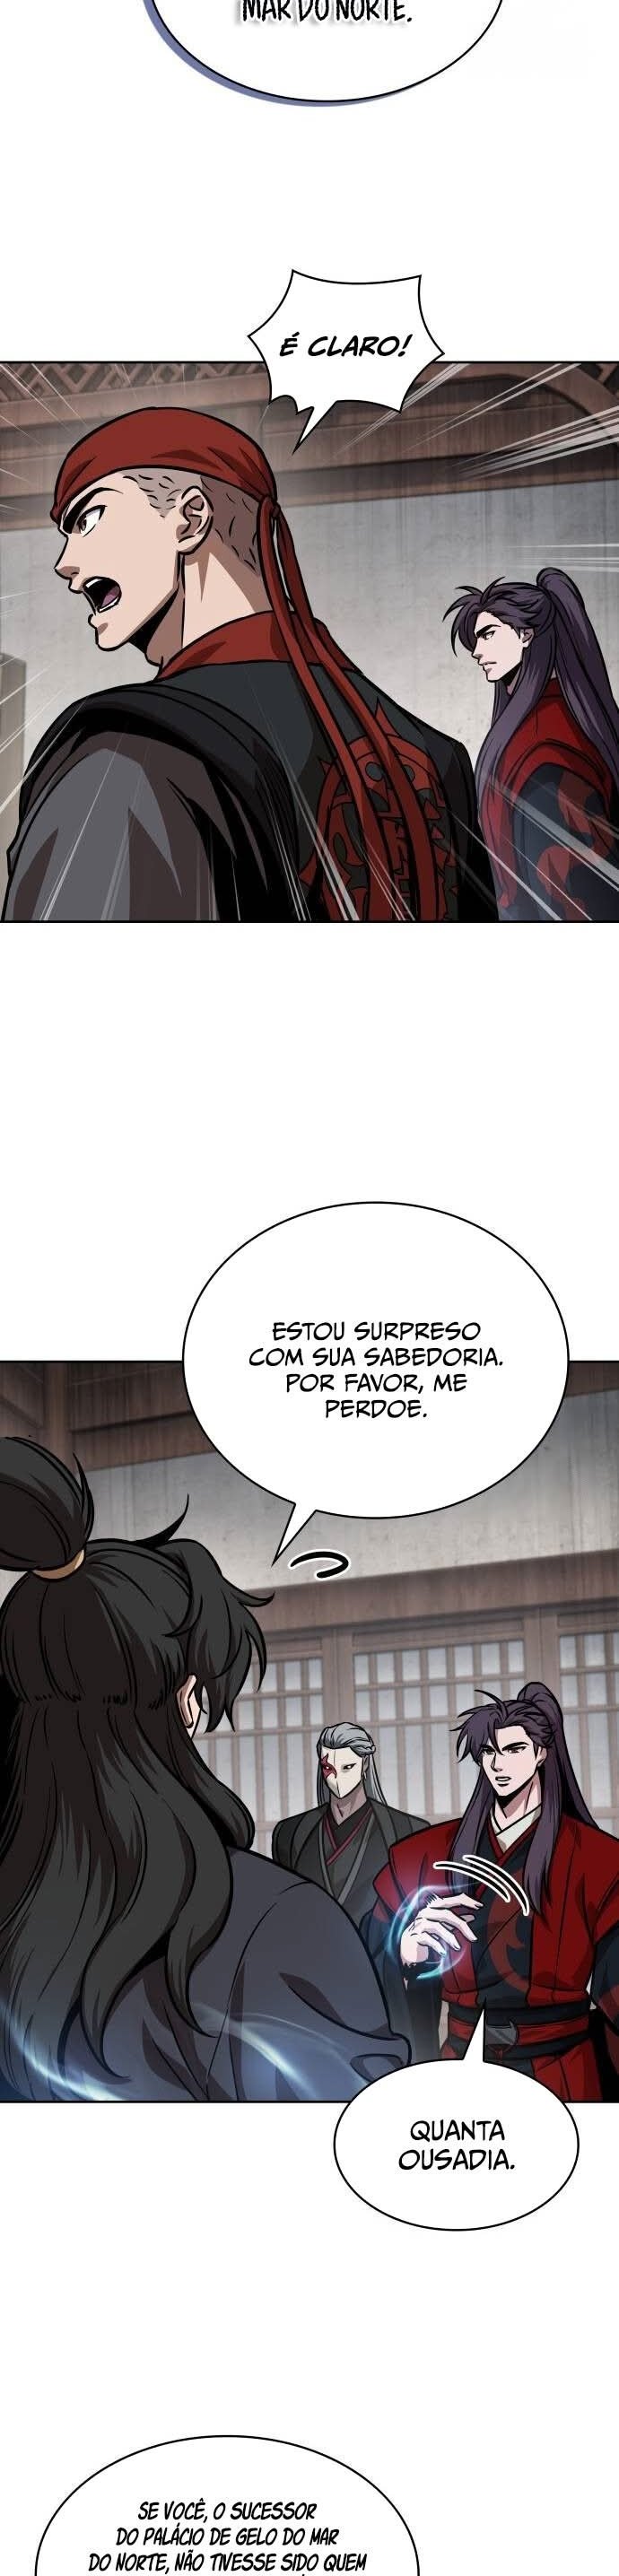 MAR DO NORTE.
É CLARO!
ESTOU SURPRESO
COM SUA SABEDORIA.
POR FAVOR, ME
PERDOE.
QUANTA
OUSADIA.
SE VOCÊ, O SUCESSOR
DO PALÁCIO DE GELO DO MAR
DO NORTE, NÃO TIVESSE SIDO QUEM